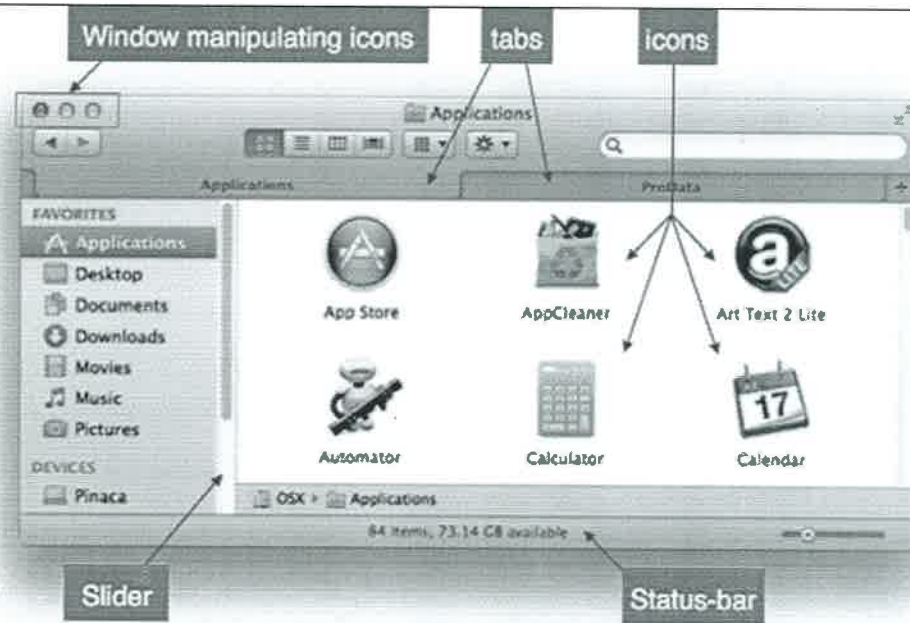 Window manipulating icons
tabs
icons
Applications
Applications
ProData
FAVORITES
Applications
Desktop
Documents
Downloads
Movies
Music
Pictures
DEVICES
Pinaca
App Store
AppCleaner
a
LITE
Art Text 2 Lite
Automator
Calculator
17
Calendar
OSX ▸ Applications
84 items, 73.14 GB available
Slider
Status-bar